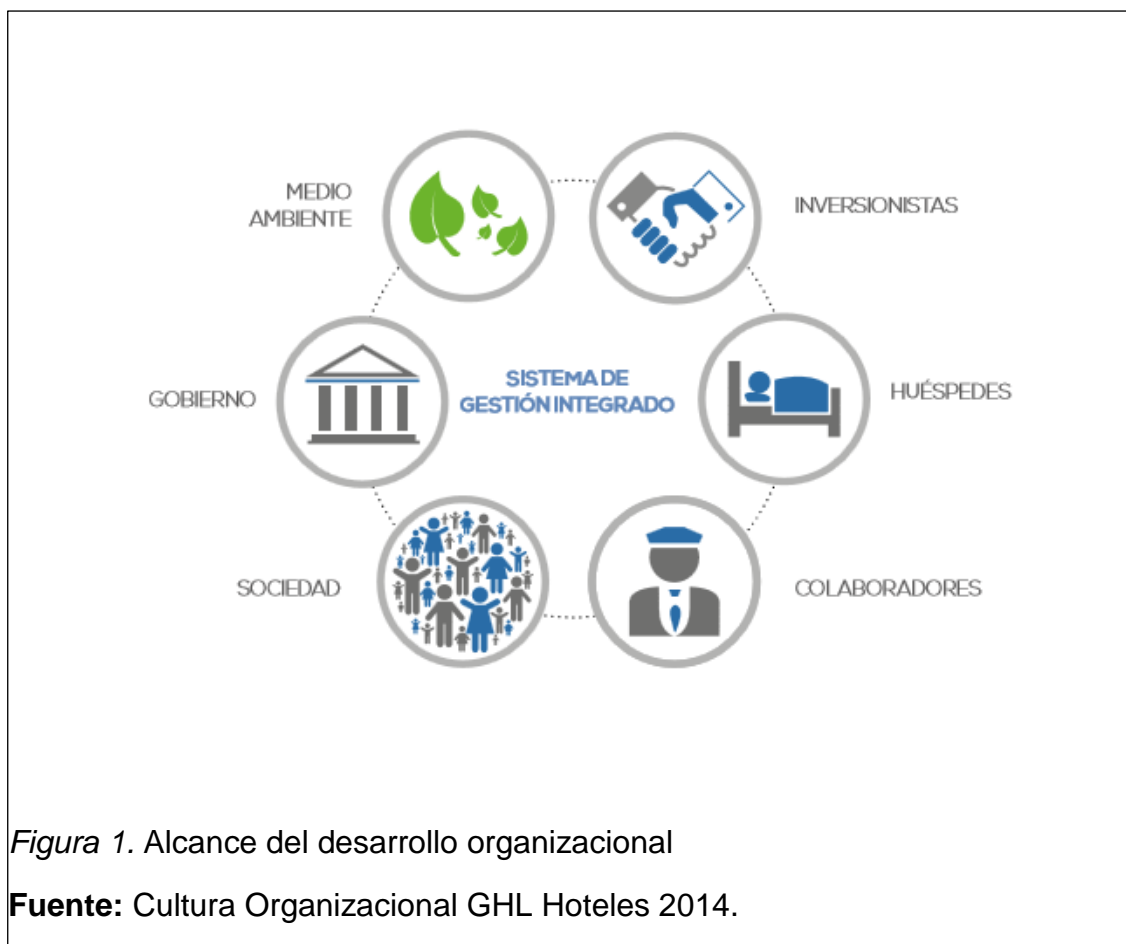 MEDIO
AMBIENTE
INVERSIONISTAS
GOBIERNO
SISTEMA DE
GESTIÓN INTEGRADO
HUÉSPEDES
SOCIEDAD
COLABORADORES
Figura 1. Alcance del desarrollo organizacional
Fuente: Cultura Organizacional GHL Hoteles 2014.